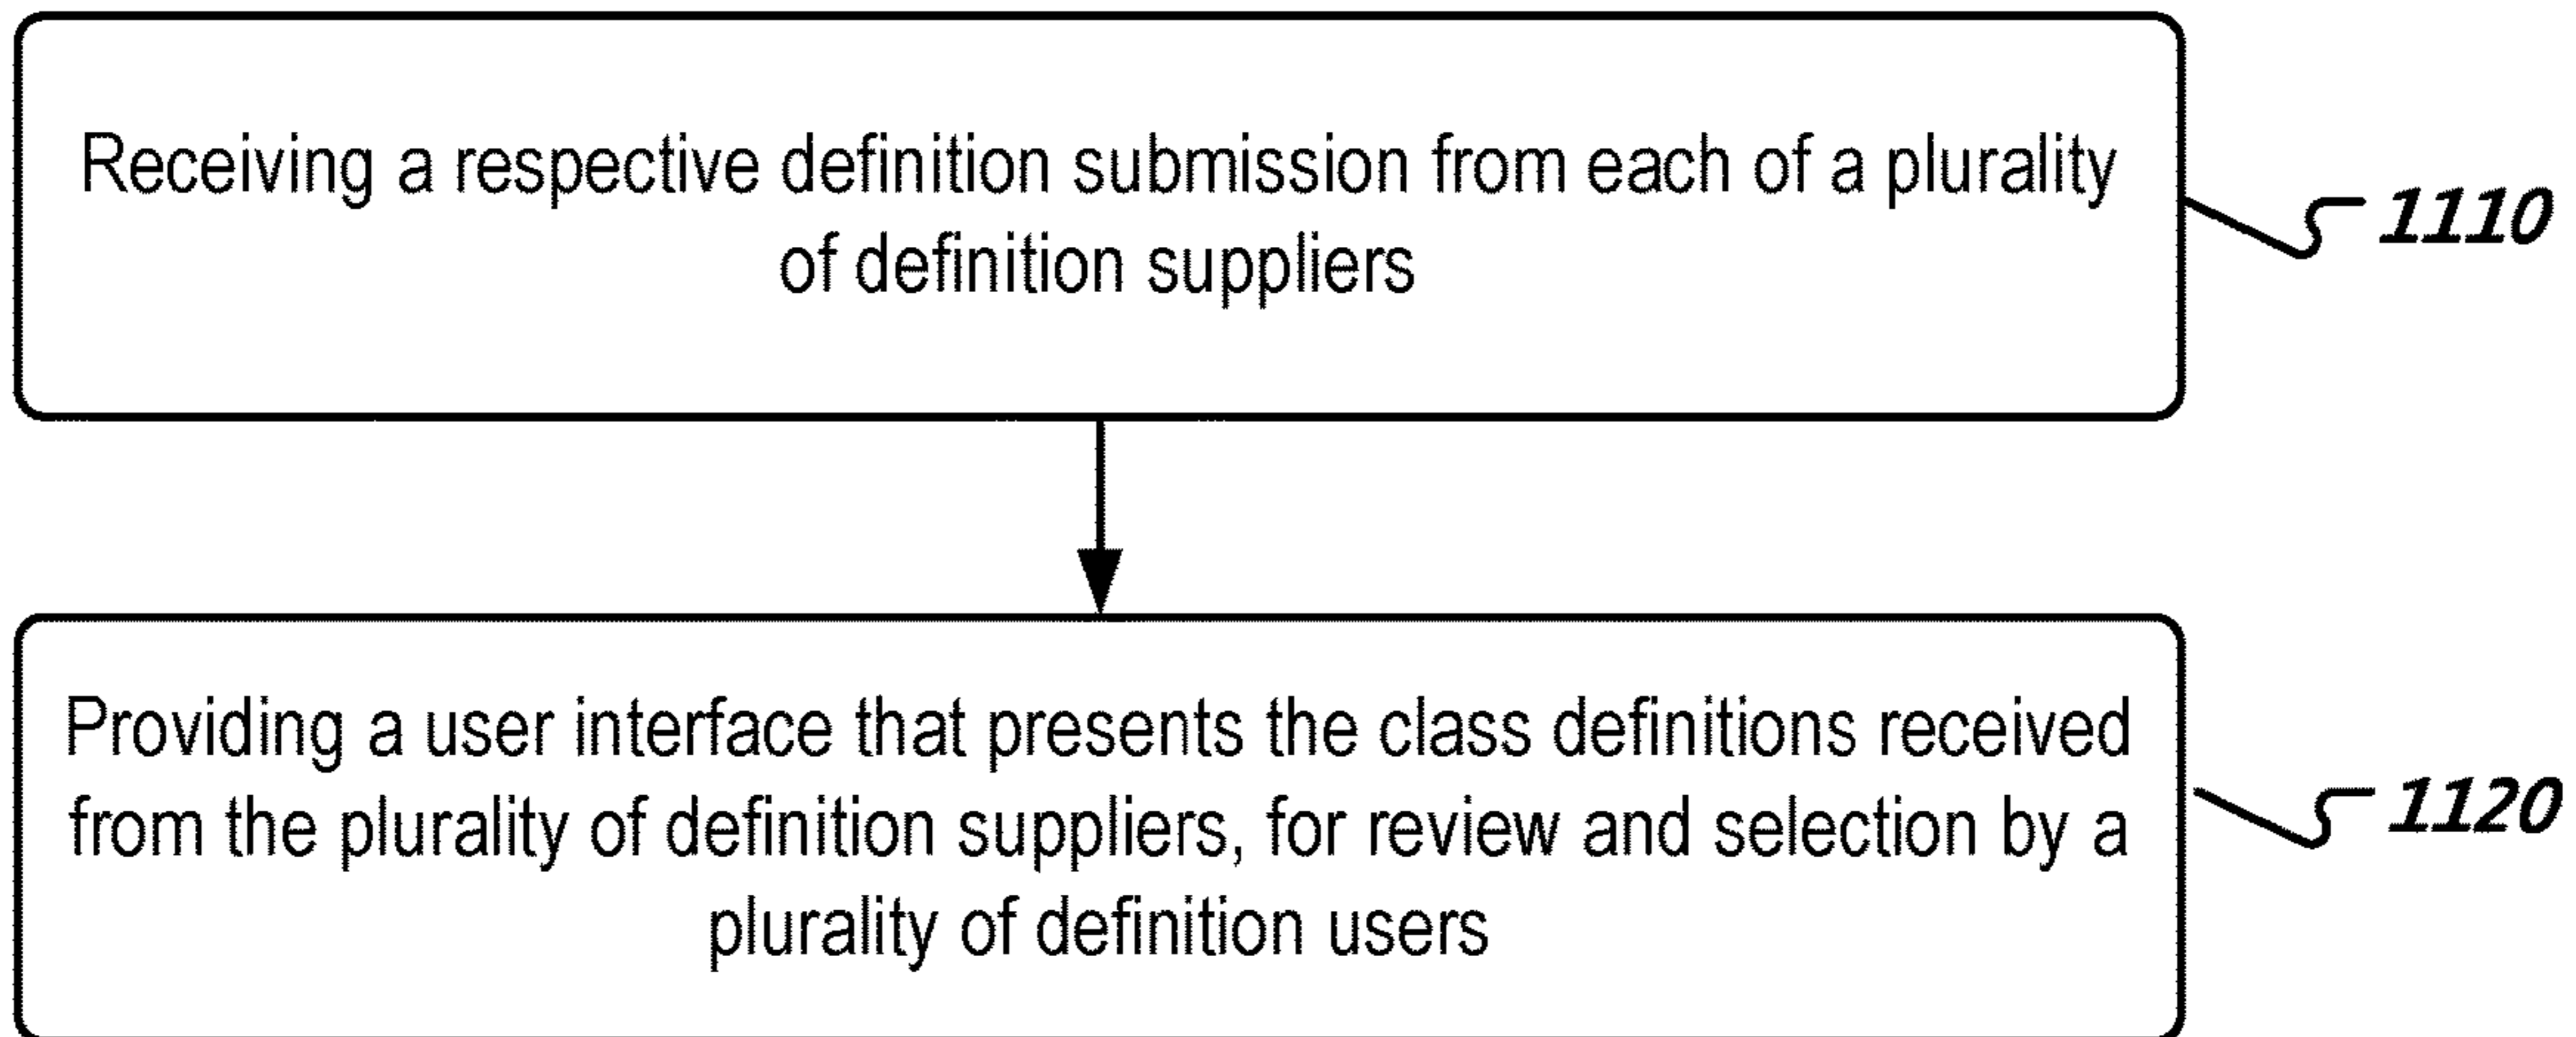 Receiving a respective definition submission from each of a plurality
of definition suppliers
1110
Providing a user interface that presents the class definitions received
from the plurality of definition suppliers, for review and selection by a
plurality of definition users
1120